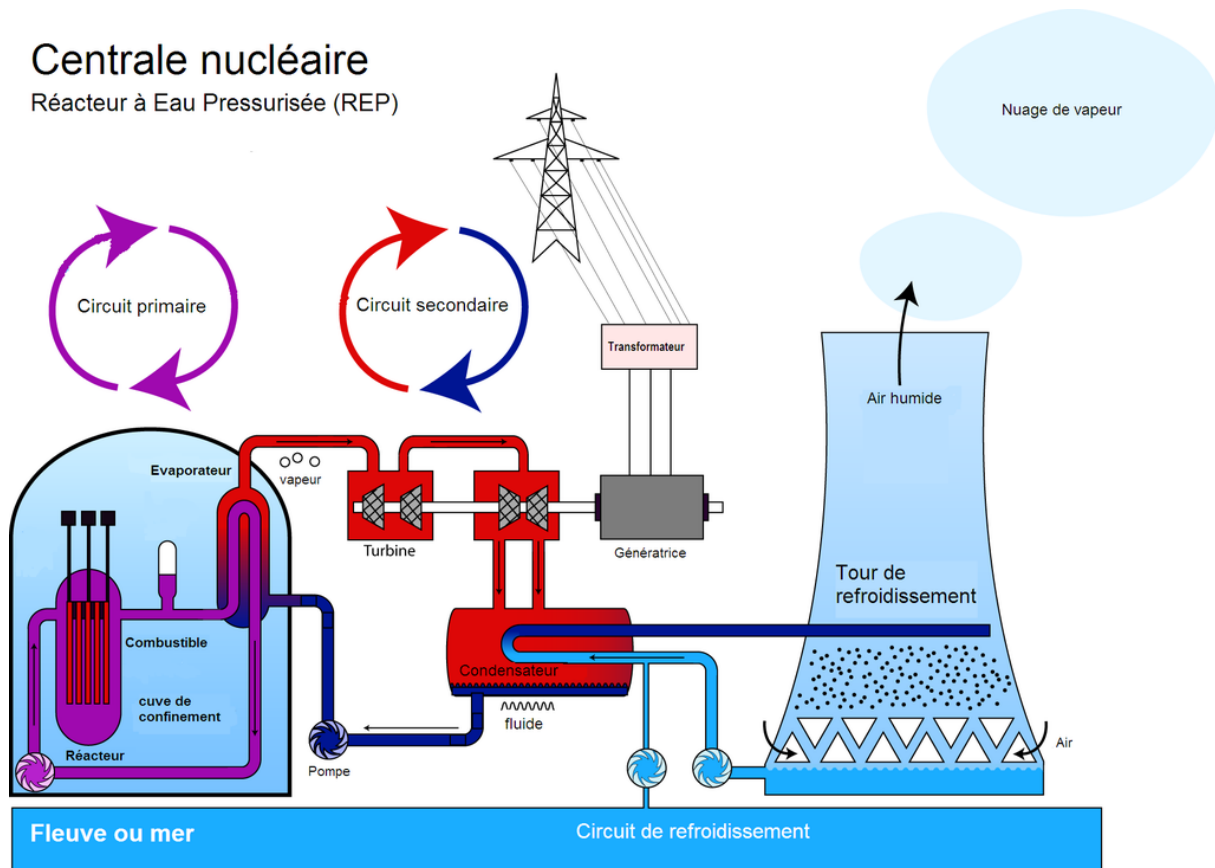 Centrale nucléaire
Réacteur à Eau Pressurisée (REP)
Nuage de vapeur
Circuit primaire
Circuit secondaire
Transformateur
Air humide
Evaporateur
vapeur
Turbine
Génératrice
Tour de
refroidissement
Combustible
Condensateur
cuve de
confinement
fluide
Réacteur
Pompe
Air
Fleuve ou mer
Circuit de refroidissement